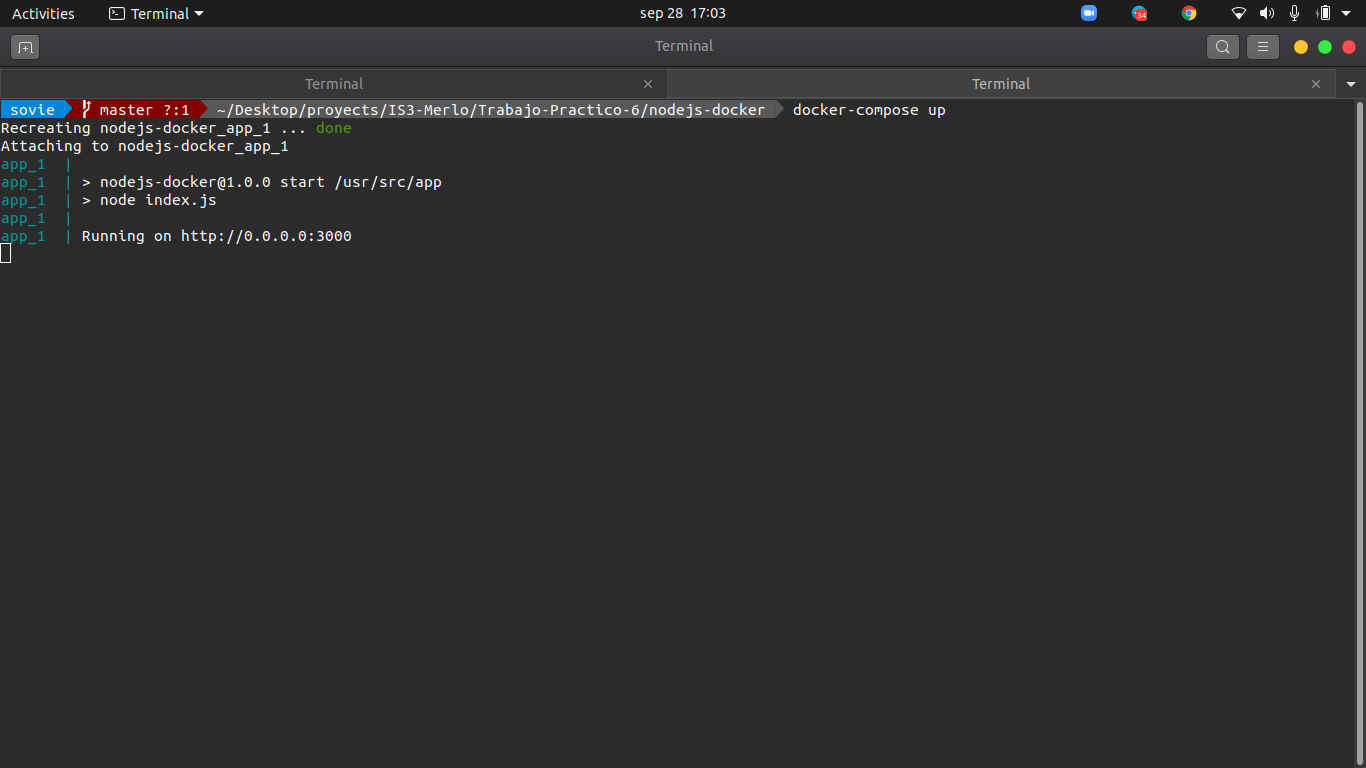 Activities Terminal sep 28 17:03 34
Terminal
Terminal Terminal
sovie master ?:1 ~/Desktop/proyects/IS3-Merlo/Trabajo-Practico-6/nodejs-docker docker-compose up
Recreating nodejs-docker_app_1 ... done
Attaching to nodejs-docker_app_1
app_1 |
app_1 | > nodejs-docker@1.0.0 start /usr/src/app
app_1 | > node index.js
app_1 |
app_1 | Running on http://0.0.0.0:3000